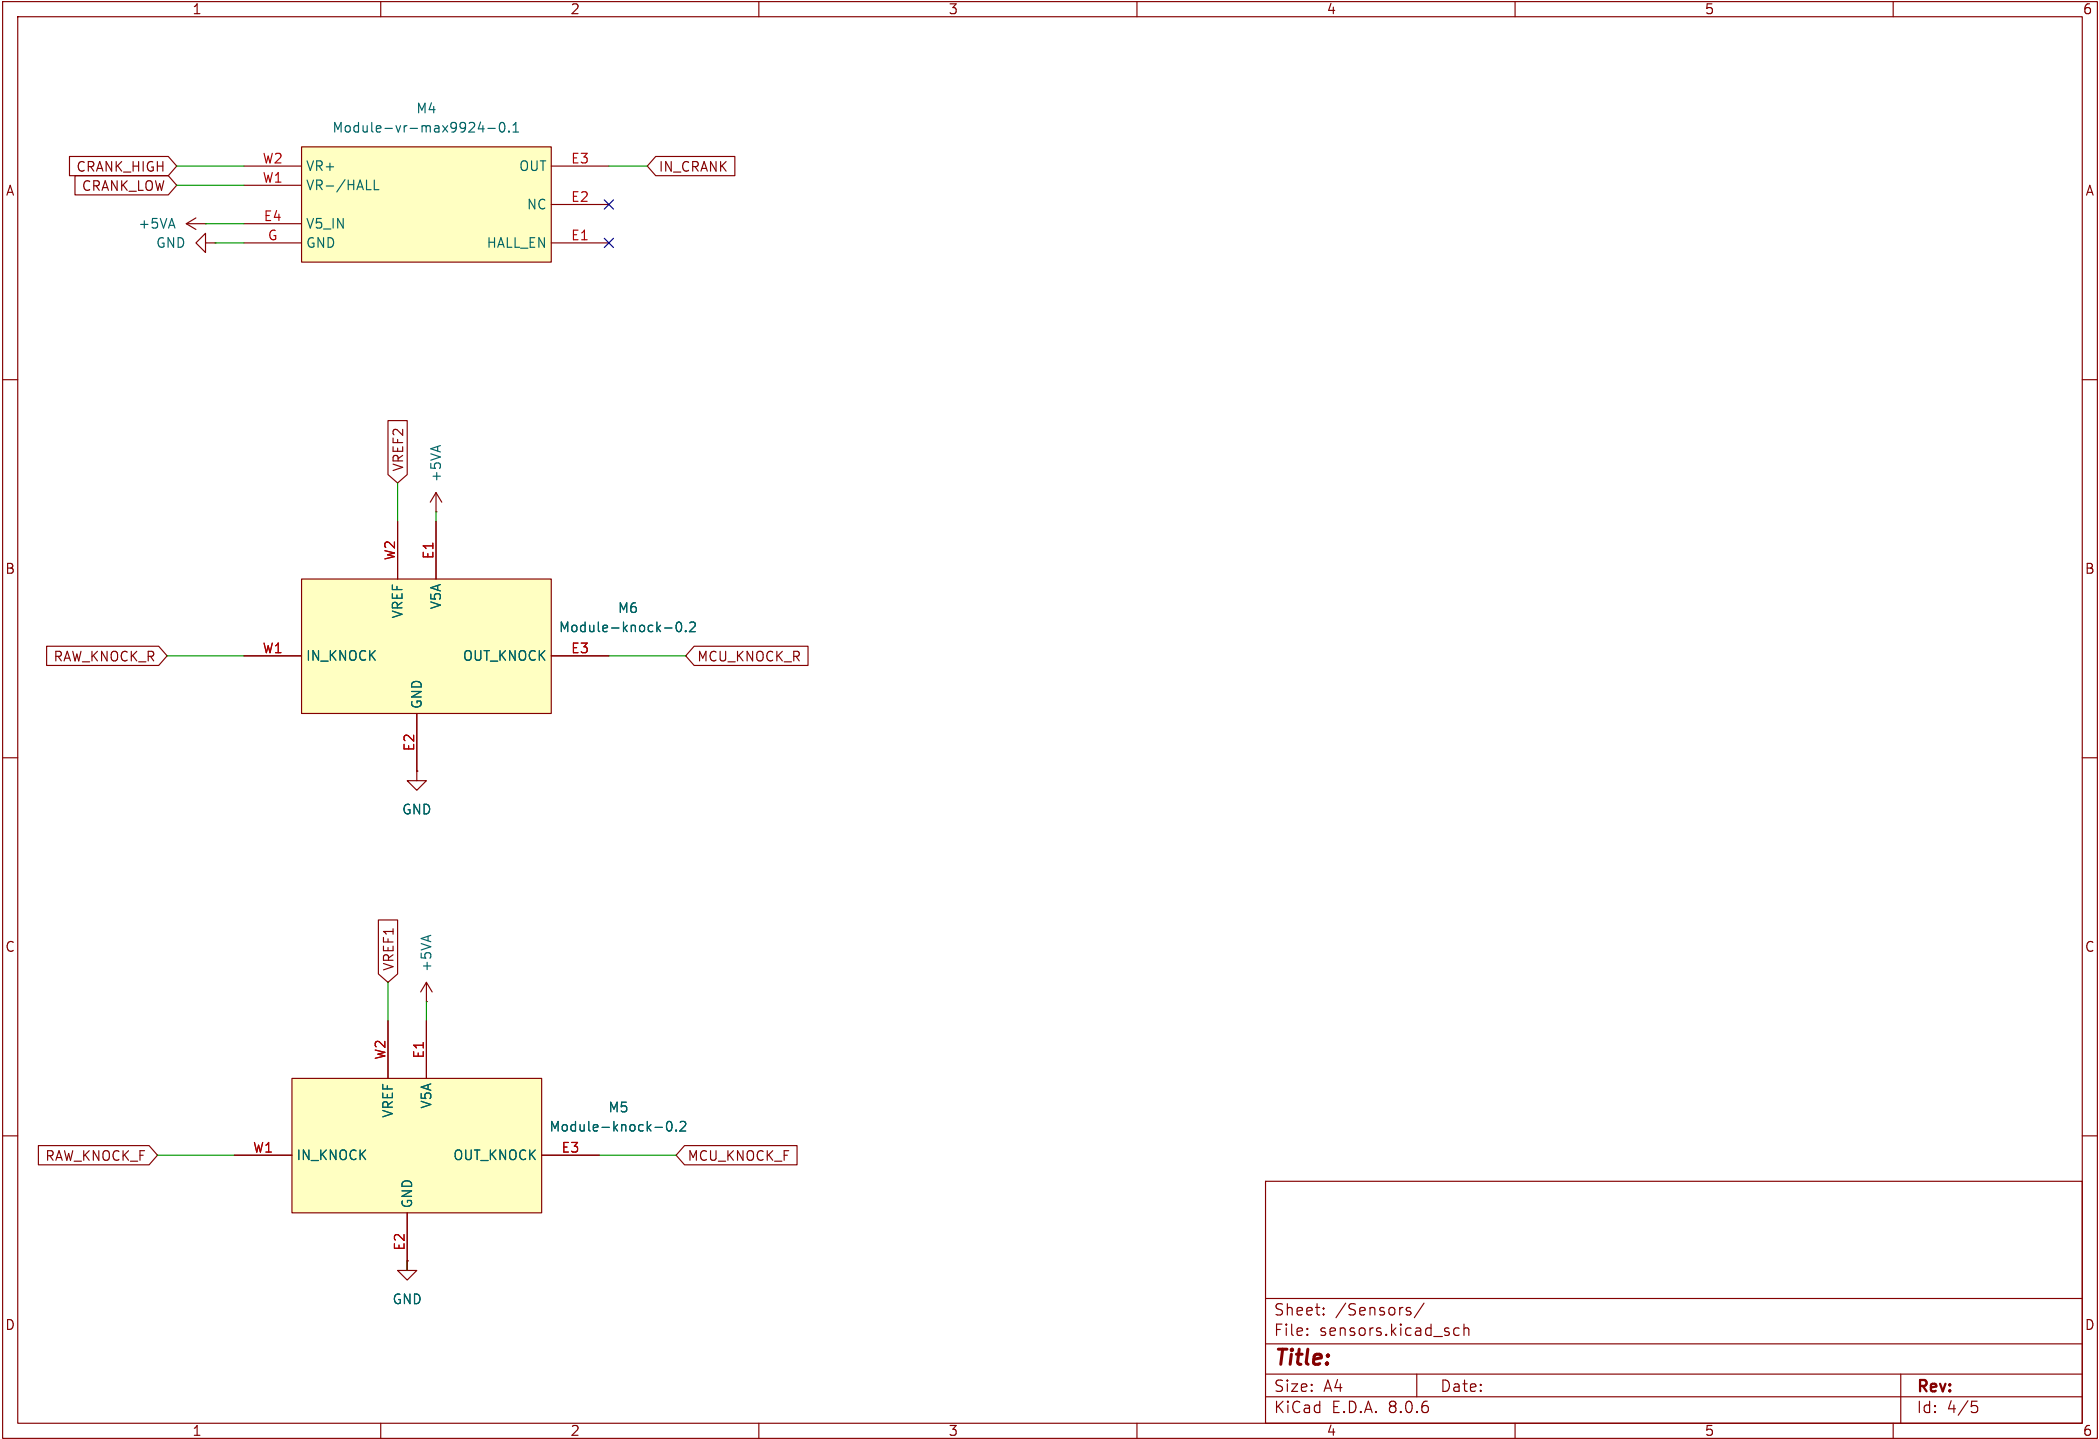 1 2 3 4 5 6
A A
B B
C C
D D
M4
Module-vr-max9924-0.1
CRANK_HIGH W2 VR+ OUT E3 IN_CRANK
CRANK_LOW W1 VR-/HALL
NC E2
+5VA E4 V5_IN
GND G GND HALL_EN E1
VREF2
+5VA
W2
E1
VREF
V5A
M6
Module-knock-0.2
RAW_KNOCK_R W1 IN_KNOCK OUT_KNOCK E3 MCU_KNOCK_R
GND
E2
GND
VREF1
+5VA
W2
E1
VREF
V5A
M5
Module-knock-0.2
RAW_KNOCK_F W1 IN_KNOCK OUT_KNOCK E3 MCU_KNOCK_F
GND
E2
GND
Sheet: /Sensors/
File: sensors.kicad_sch
Title:
Size: A4 Date: Rev:
KiCad E.D.A. 8.0.6 Id: 4/5
1 2 3 4 5 6